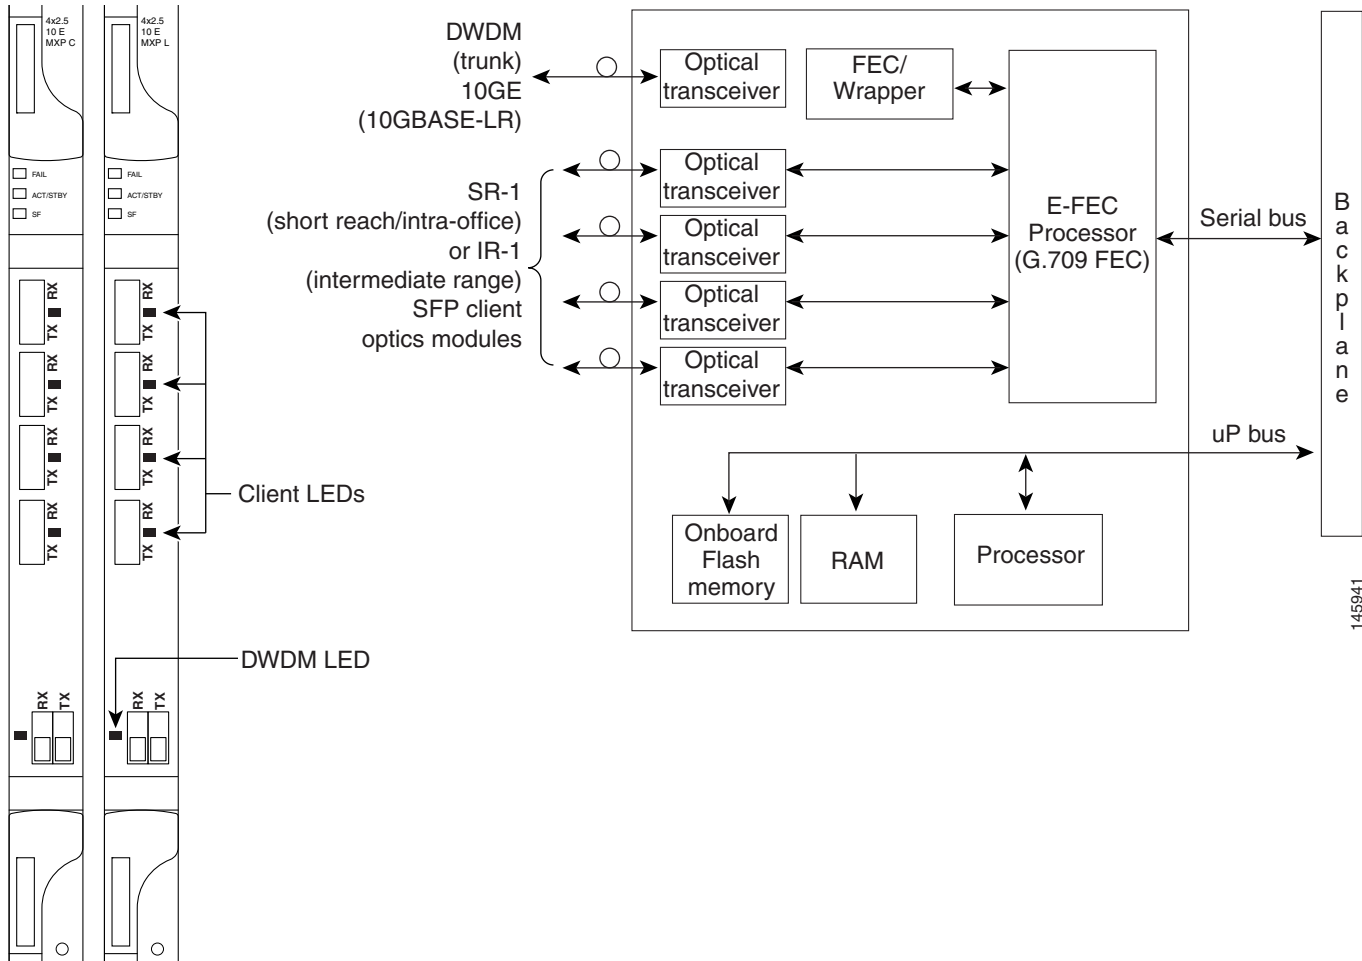 4x2.5
10 E
MXP C
FAIL
ACT/STBY
SF
RX
TX
RX
TX
RX
TX
RX
TX
RX
TX
4x2.5
10 E
MXP L
FAIL
ACT/STBY
SF
RX
TX
RX
TX
RX
TX
RX
TX
RX
TX
Client LEDs
DWDM LED
DWDM
(trunk)
10GE
(10GBASE-LR)
SR-1
(short reach/intra-office)
or IR-1
(intermediate range)
SFP client
optics modules
Optical
transceiver
FEC/
Wrapper
Optical
transceiver
Optical
transceiver
Optical
transceiver
Optical
transceiver
E-FEC
Processor
(G.709 FEC)
Serial bus
uP bus
Onboard
Flash
memory
RAM
Processor
Backplane
145941